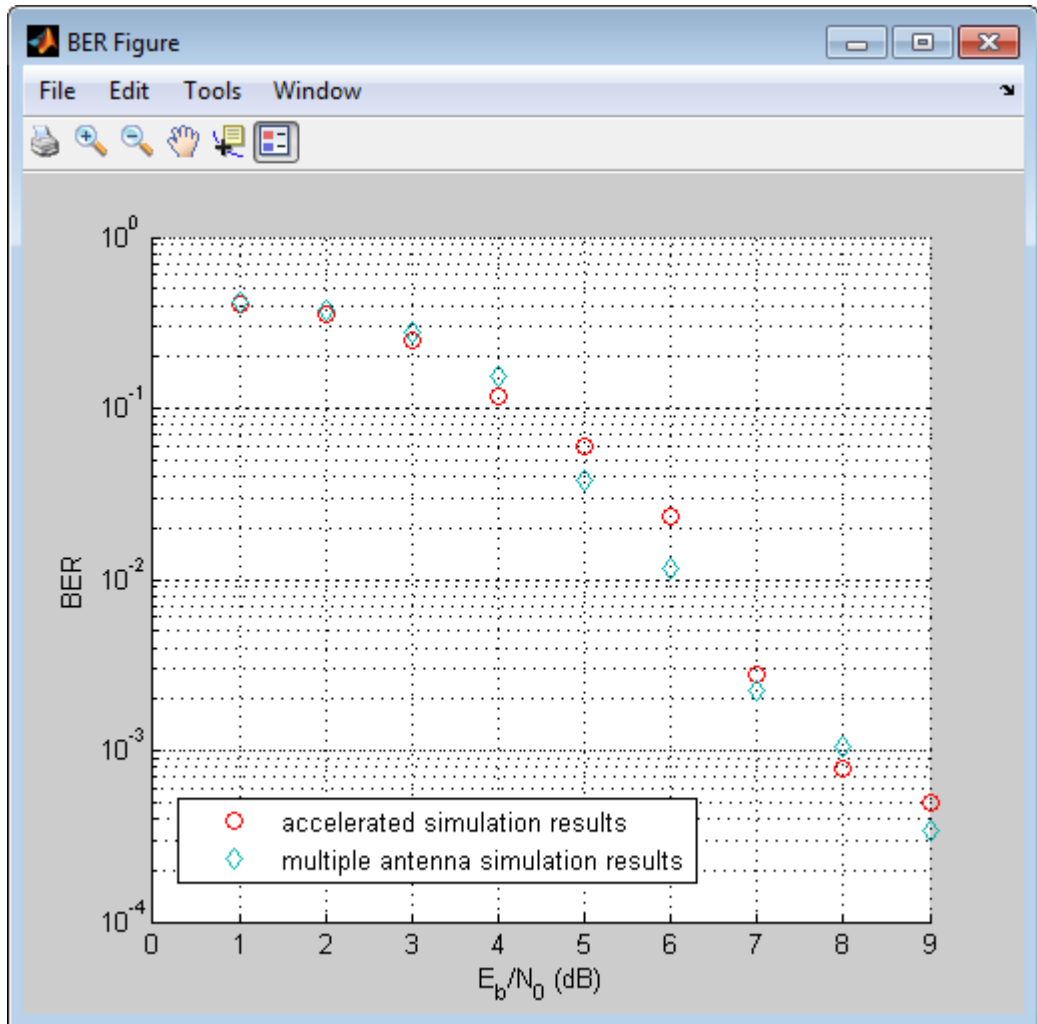 BER Figure
File Edit Tools Window
10^0
10^-1
10^-2
10^-3
10^-4
BER
accelerated simulation results
multiple antenna simulation results
0 1 2 3 4 5 6 7 8 9
E_b/N_0 (dB)